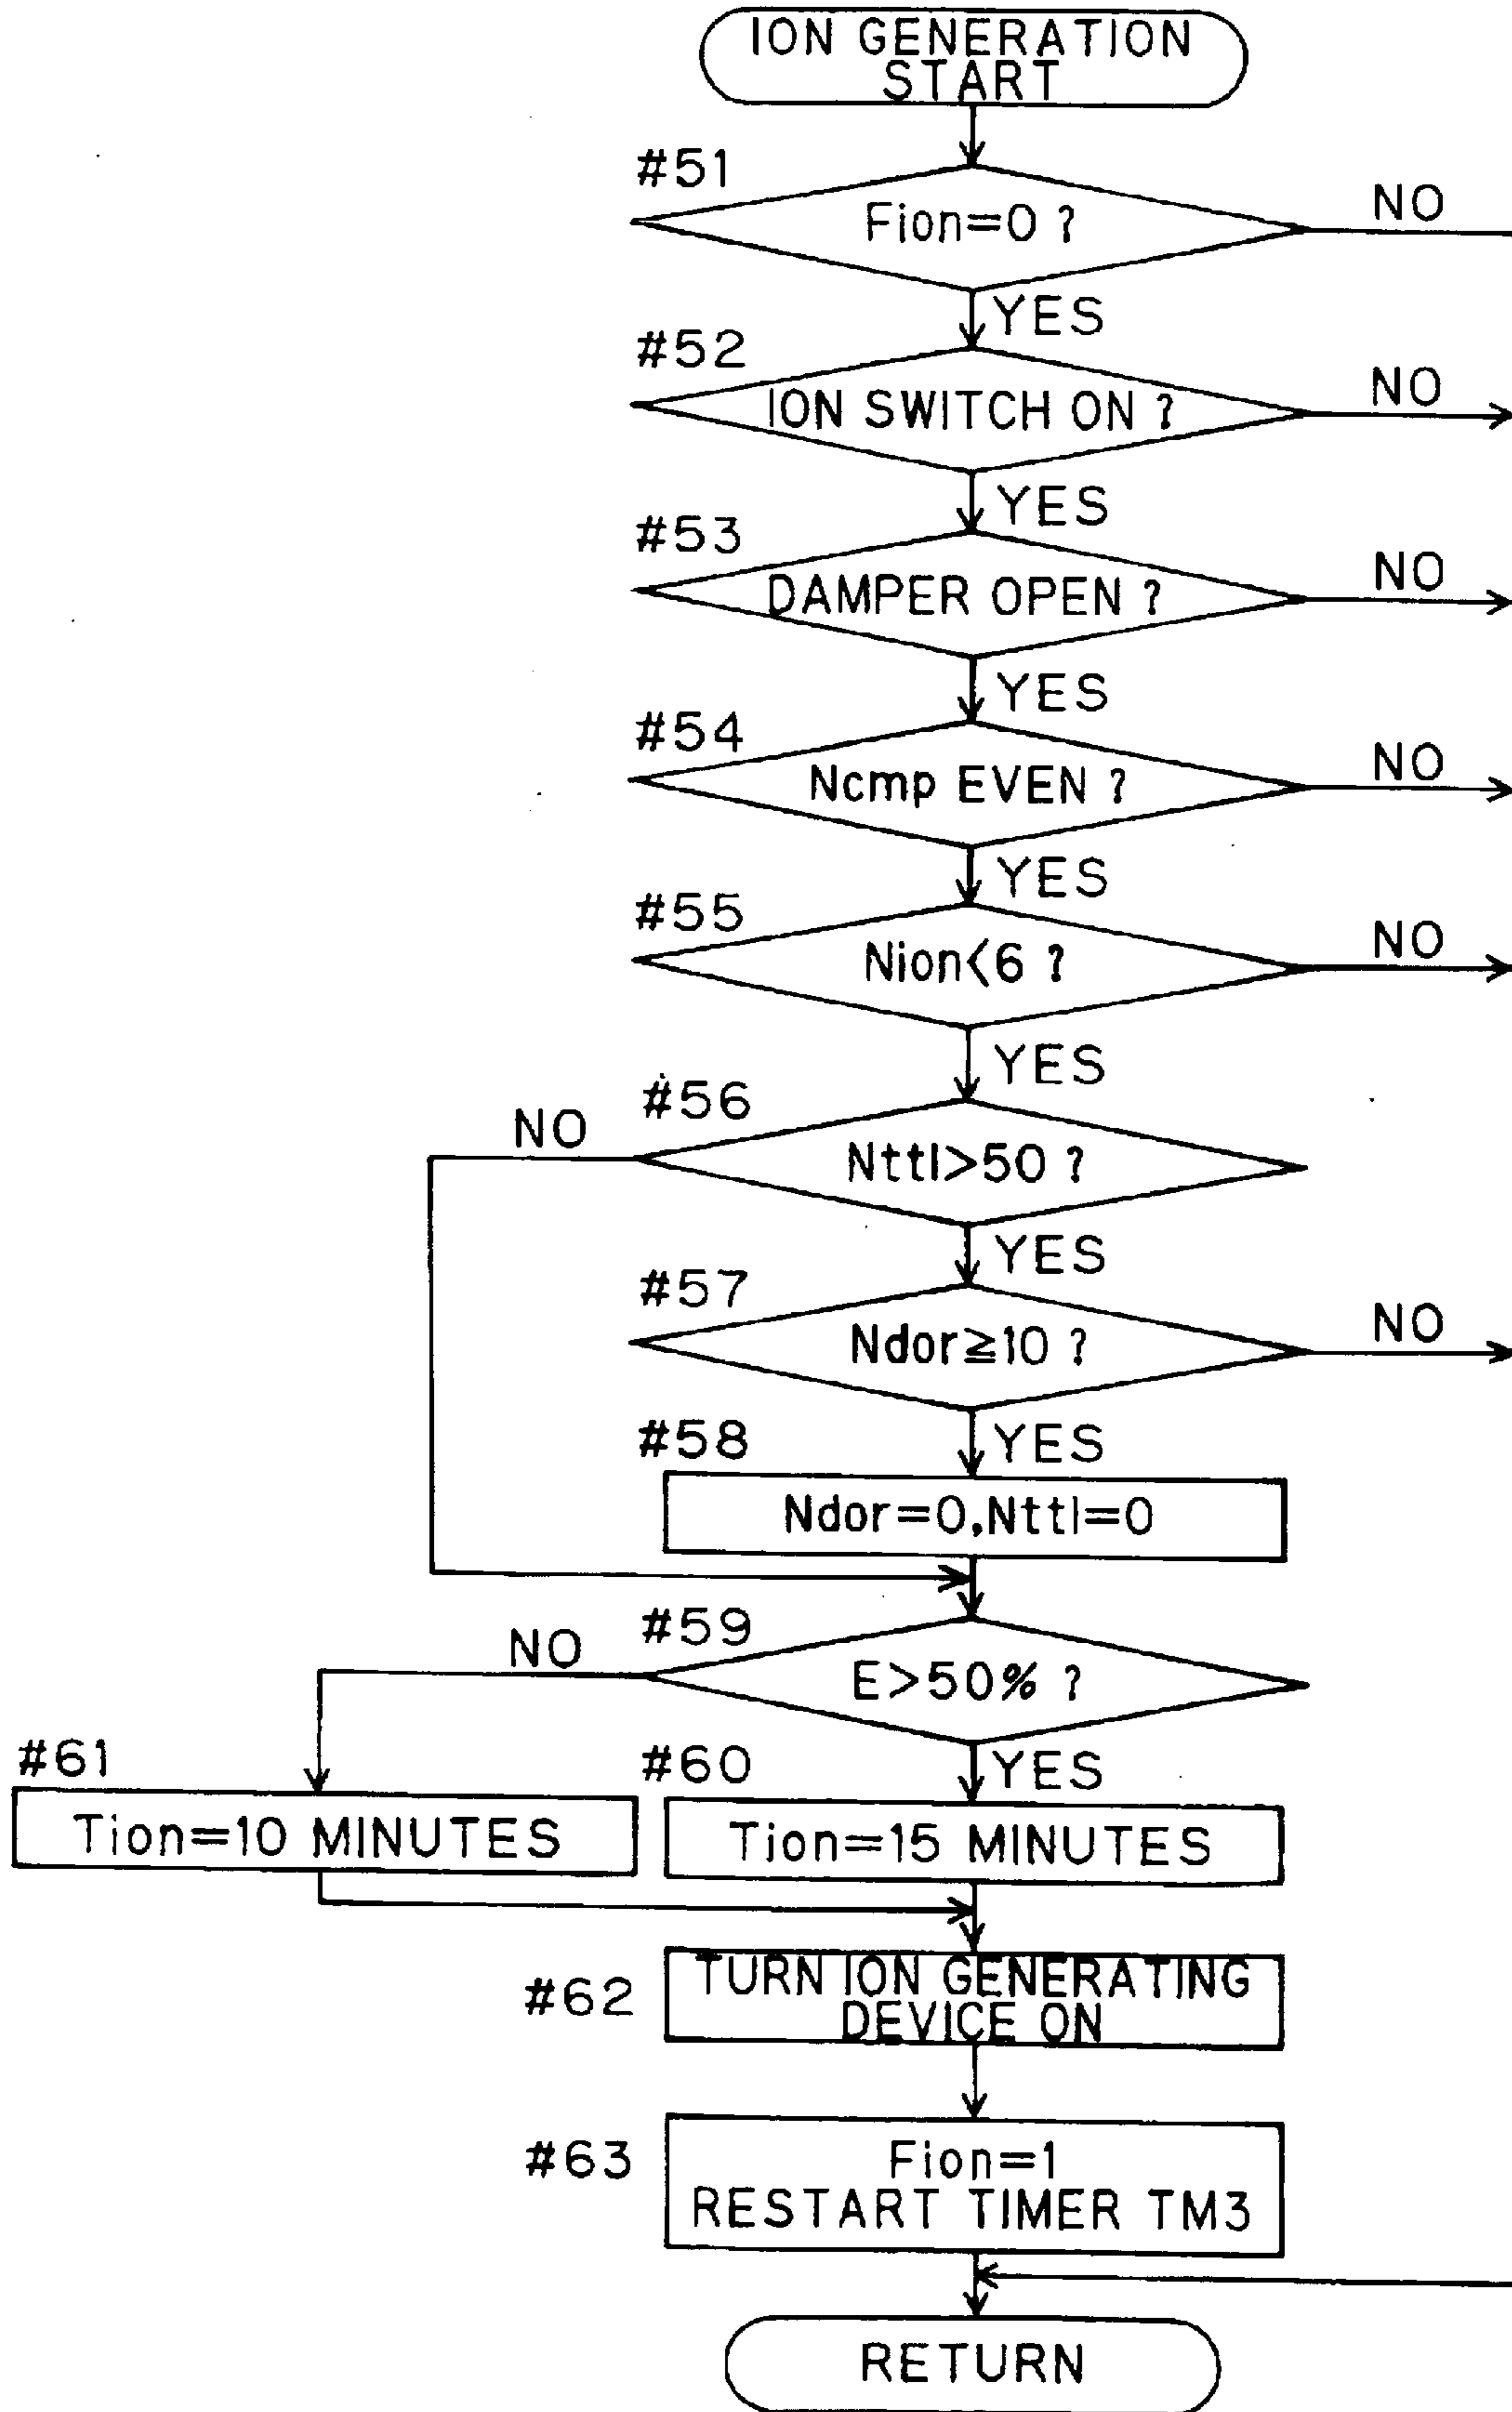 ION GENERATION
START
#51
Fion=0 ?
NO
YES
#52
ION SWITCH ON ?
NO
YES
#53
DAMPER OPEN ?
NO
YES
#54
Ncmp EVEN ?
NO
YES
#55
Nion<6 ?
NO
YES
#56
NO
Nttl>50 ?
YES
#57
Ndor≧10 ?
NO
YES
#58
Ndor=0,Nttl=0
#59
NO
E>50% ?
YES
#61
Tion=10 MINUTES
#60
Tion=15 MINUTES
#62
TURN ION GENERATING
DEVICE ON
#63
Fion=1
RESTART TIMER TM3
RETURN